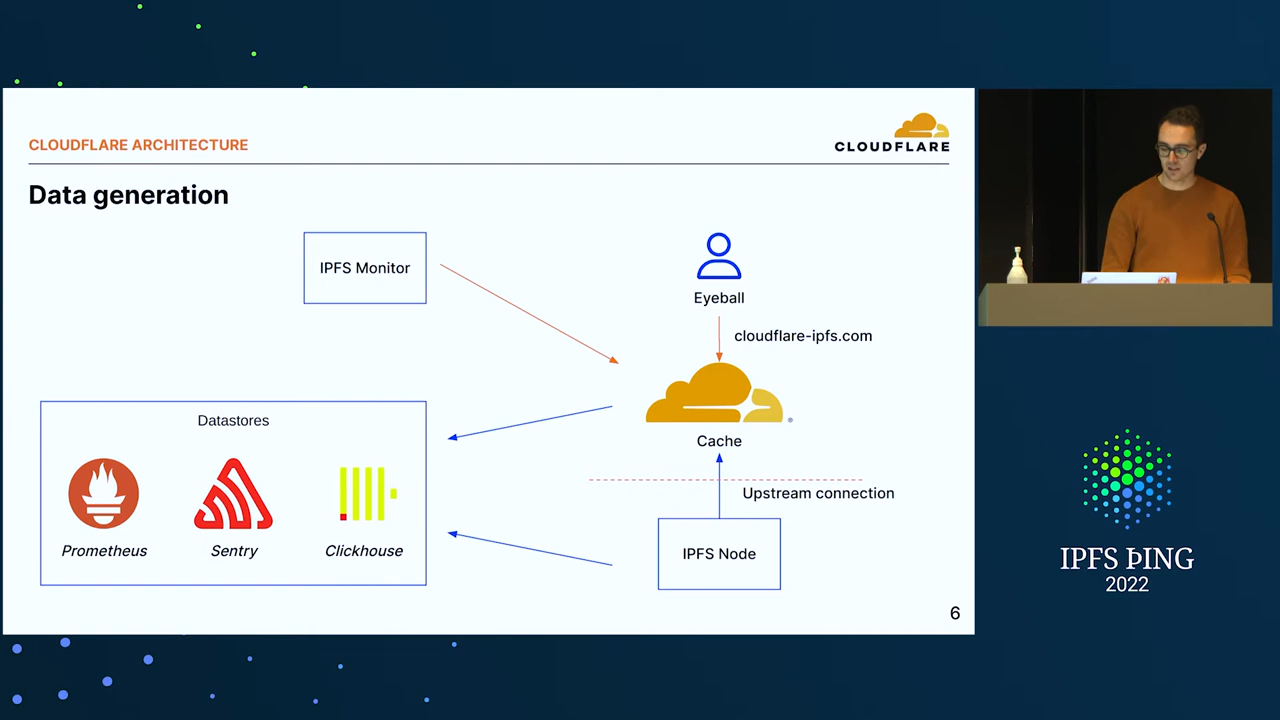 CLOUDFLARE ARCHITECTURE
CLOUDFLARE
Data generation
IPFS Monitor
Eyeball
cloudflare-ipfs.com
Datastores
Cache
Upstream connection
Prometheus
Sentry
Clickhouse
IPFS Node
6
IPFS ÞING
2022